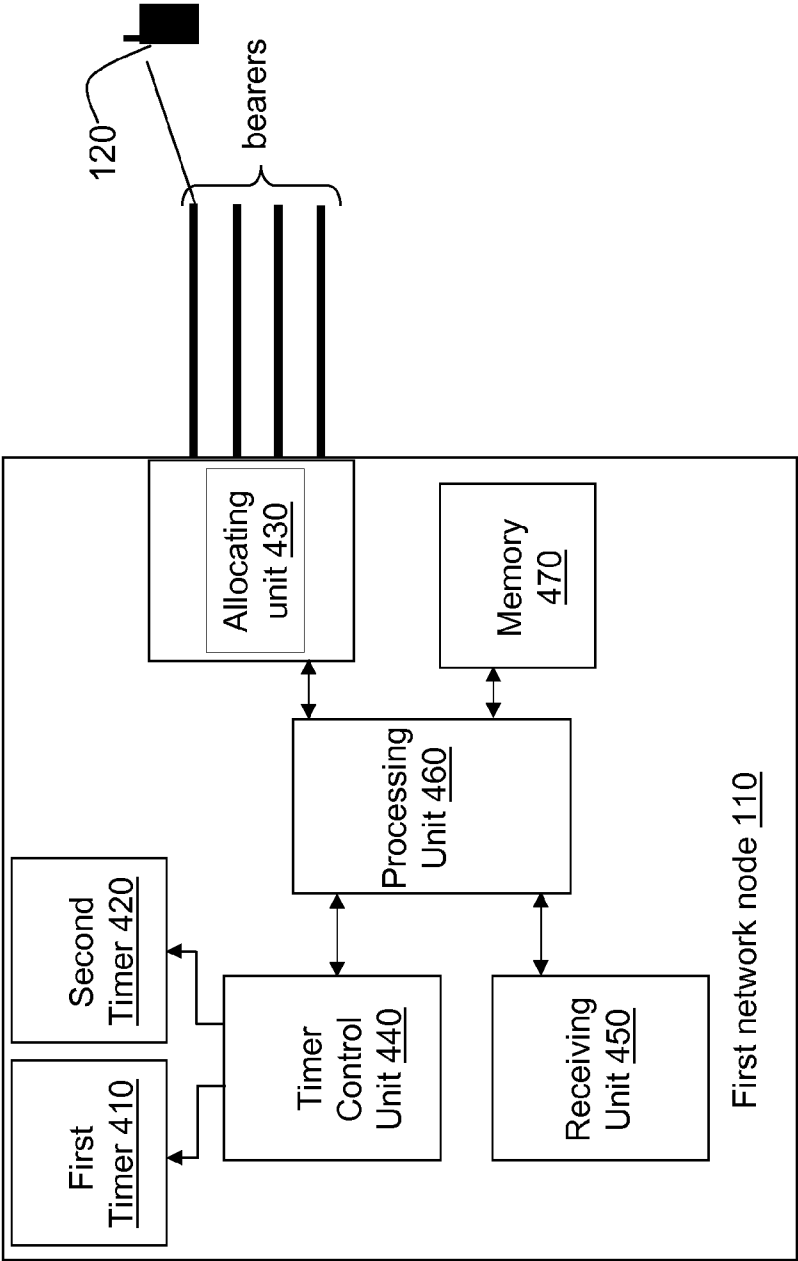 First
Timer 410
Second
Timer 420
Timer
Control
Unit 440
Receiving
Unit 450
Processing
Unit 460
Allocating
unit 430
Memory
470
bearers
120
First network node 110